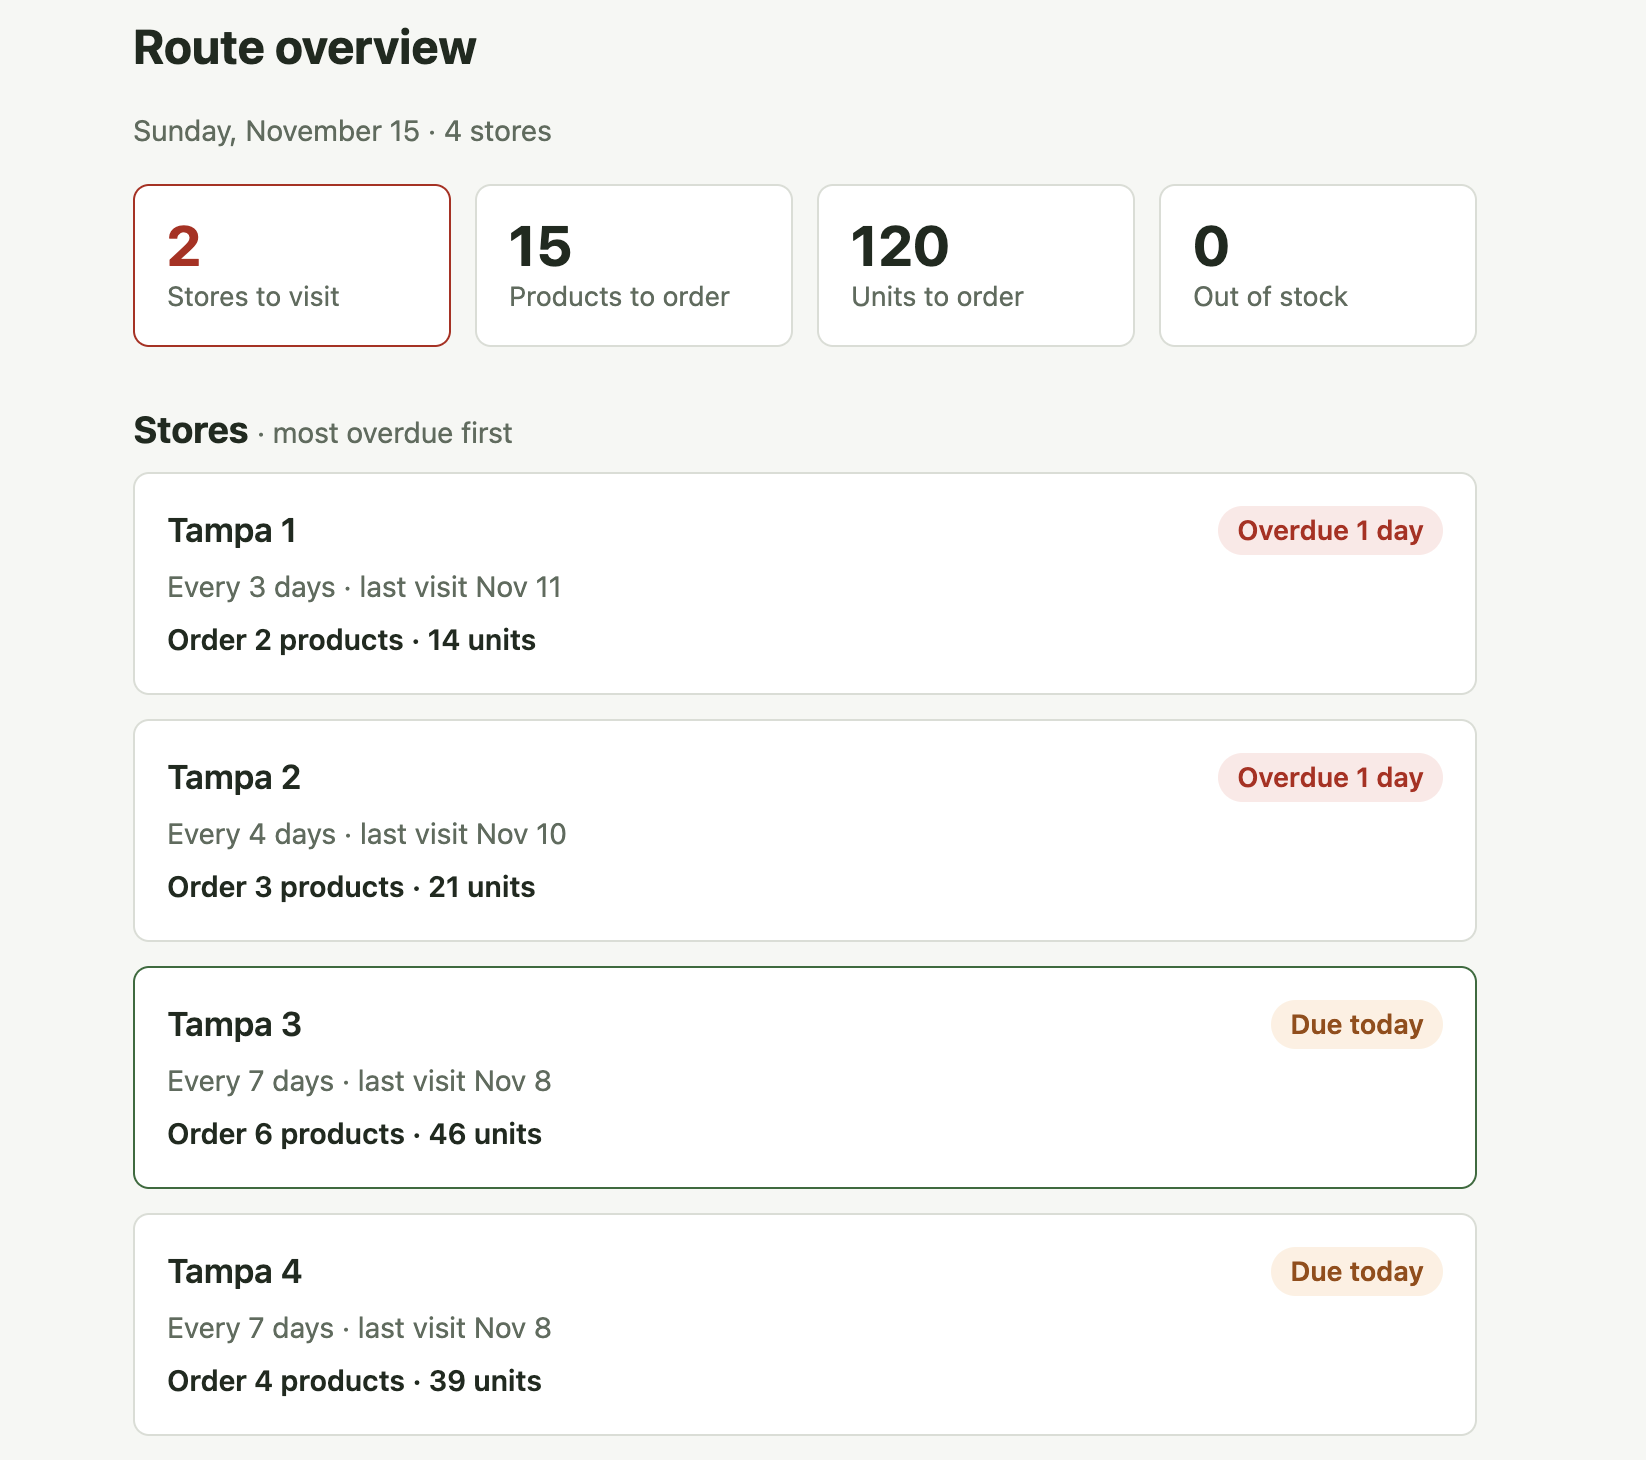 Route overview
Sunday, November 15 · 4 stores
2
Stores to visit
15
Products to order
120
Units to order
0
Out of stock
Stores · most overdue first
Tampa 1
Overdue 1 day
Every 3 days · last visit Nov 11
Order 2 products · 14 units
Tampa 2
Overdue 1 day
Every 4 days · last visit Nov 10
Order 3 products · 21 units
Tampa 3
Due today
Every 7 days · last visit Nov 8
Order 6 products · 46 units
Tampa 4
Due today
Every 7 days · last visit Nov 8
Order 4 products · 39 units